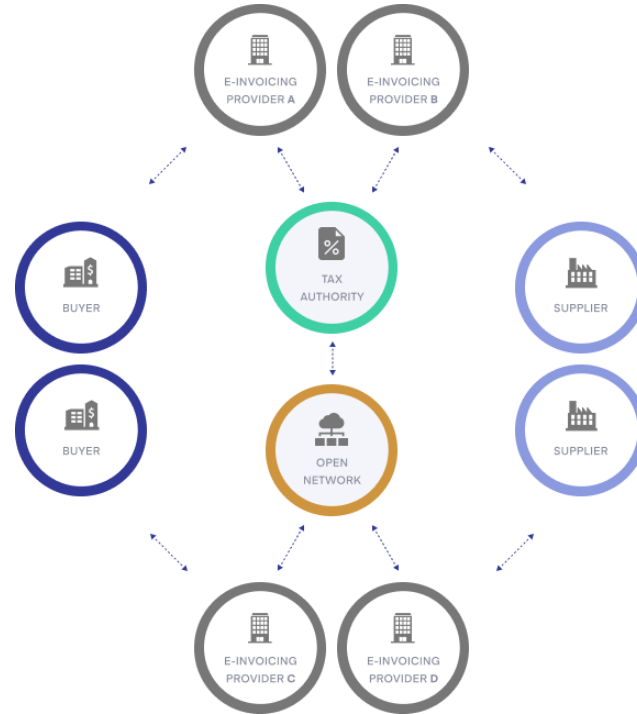 E-INVOICING
PROVIDER A
E-INVOICING
PROVIDER B
%
TAX
AUTHORITY
$
BUYER
SUPPLIER
$
BUYER
OPEN
NETWORK
SUPPLIER
E-INVOICING
PROVIDER C
E-INVOICING
PROVIDER D